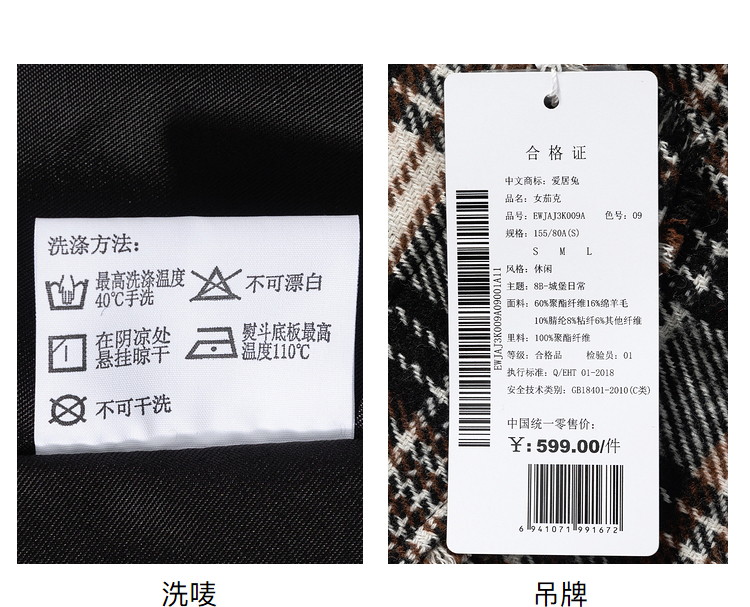 洗涤方法:
最高洗涤温度
40℃手洗
不可漂白
在阴凉处
悬挂晾干
熨斗底板最高
温度110℃
不可干洗
洗唛
合格证
中文商标: 爱居兔
品名: 女茄克
品号: EWJAJ3K009A 色号: 09
规格: 155/80A(S)
S M L
风格: 休闲
主题: 8B-城堡日常
面料: 60%聚酯纤维16%绵羊毛
10%腈纶8%粘纤6%其他纤维
里料: 100%聚酯纤维
等级: 合格品 检验员: 01
执行标准: Q/EHT 01-2018
安全技术类别: GB18401-2010(C类)
中国统一零售价:
¥: 599.00/件
6 941071 991672
EWJAJ3K009A09001A11
吊牌